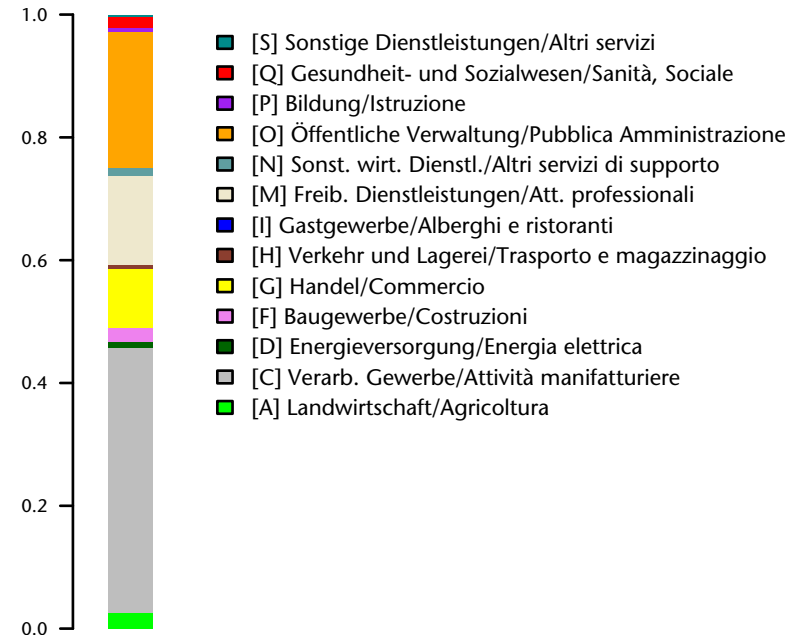 1.0
0.8
0.6
0.4
0.2
0.0
[S] Sonstige Dienstleistungen/Altri servizi
[Q] Gesundheit- und Sozialwesen/Sanità, Sociale
[P] Bildung/Istruzione
[O] Öffentliche Verwaltung/Pubblica Amministrazione
[N] Sonst. wirt. Dienstl./Altri servizi di supporto
[M] Freib. Dienstleistungen/Att. professionali
[I] Gastgewerbe/Alberghi e ristoranti
[H] Verkehr und Lagerei/Trasporto e magazzinaggio
[G] Handel/Commercio
[F] Baugewerbe/Costruzioni
[D] Energieversorgung/Energia elettrica
[C] Verarb. Gewerbe/Attività manifatturiere
[A] Landwirtschaft/Agricoltura